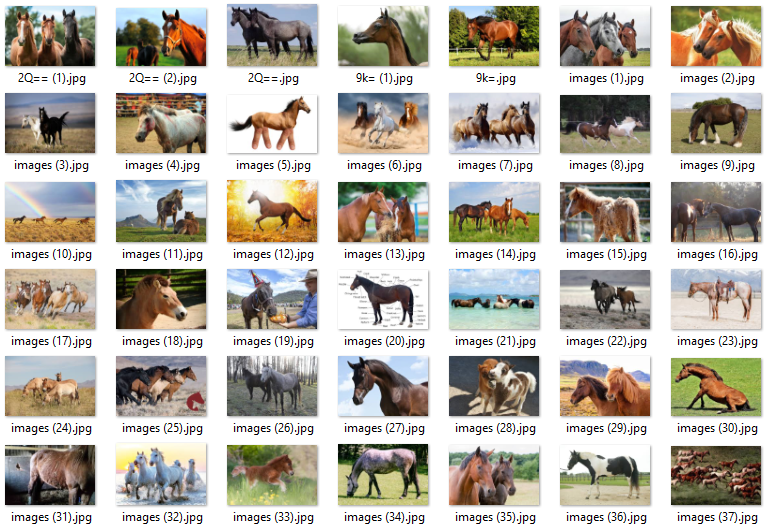 2Q== (1).jpg
2Q== (2).jpg
2Q==.jpg
9k= (1).jpg
9k=.jpg
images (1).jpg
images (2).jpg
images (3).jpg
images (4).jpg
images (5).jpg
images (6).jpg
images (7).jpg
images (8).jpg
images (9).jpg
images (10).jpg
images (11).jpg
images (12).jpg
images (13).jpg
images (14).jpg
images (15).jpg
images (16).jpg
images (17).jpg
images (18).jpg
images (19).jpg
images (20).jpg
images (21).jpg
images (22).jpg
images (23).jpg
images (24).jpg
images (25).jpg
images (26).jpg
images (27).jpg
images (28).jpg
images (29).jpg
images (30).jpg
images (31).jpg
images (32).jpg
images (33).jpg
images (34).jpg
images (35).jpg
images (36).jpg
images (37).jpg